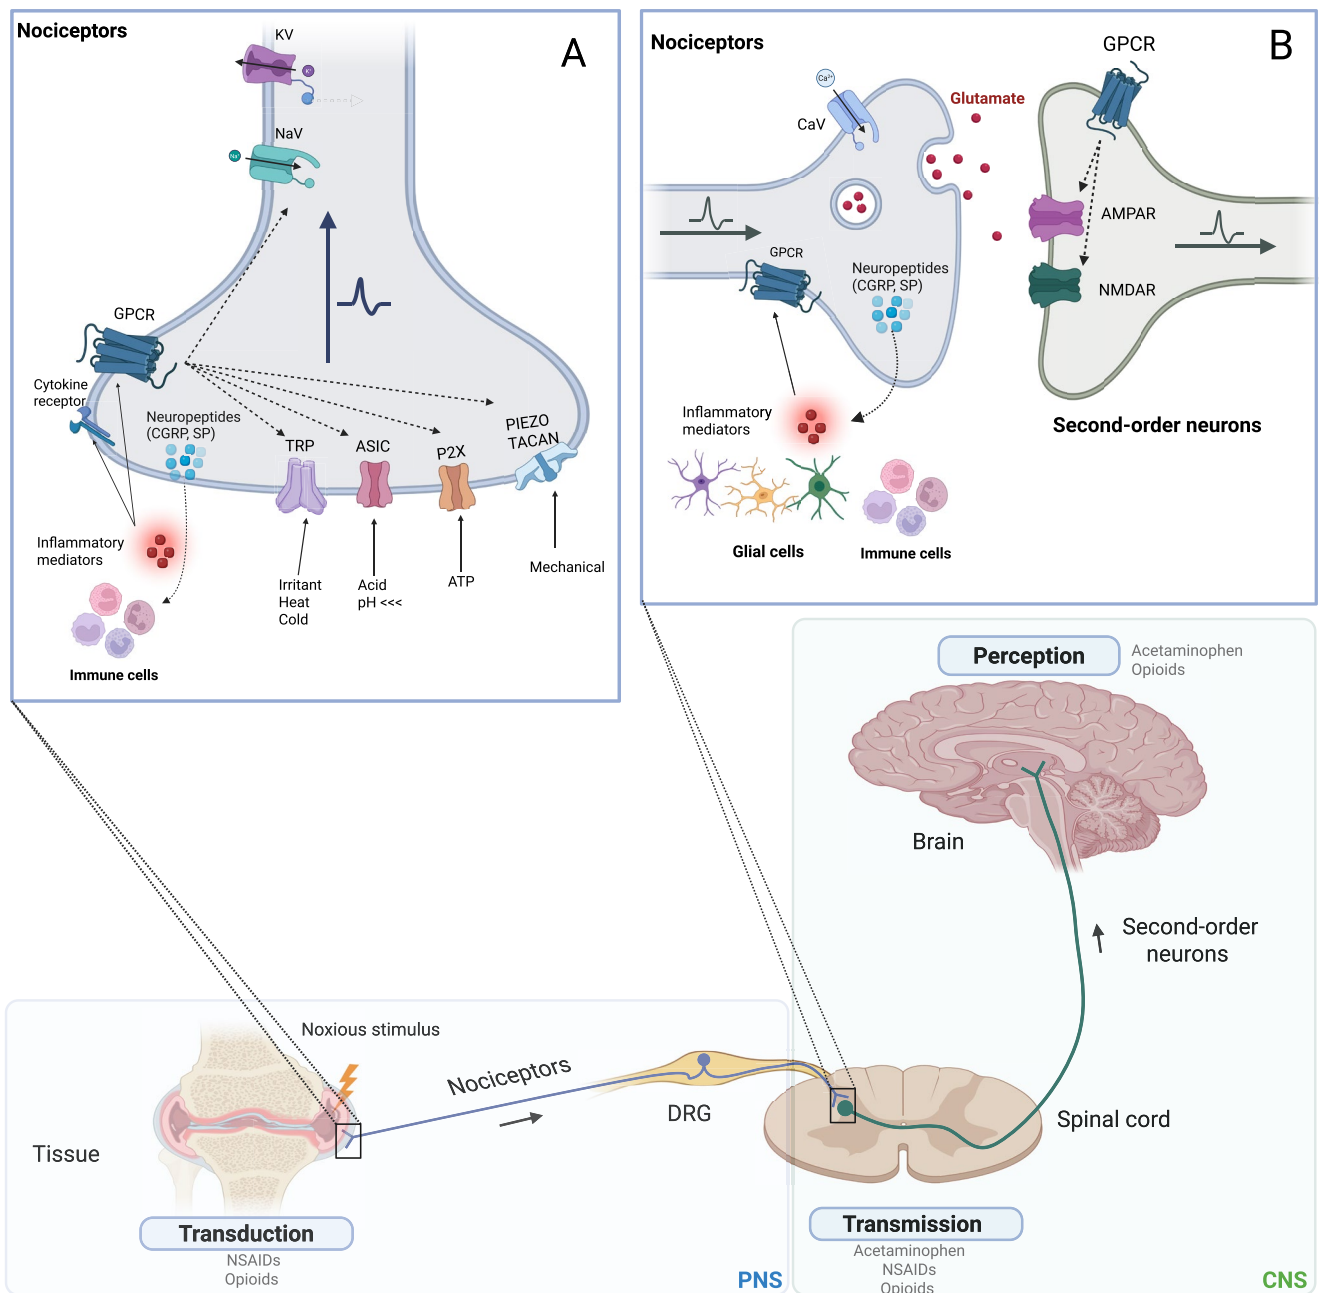 Nociceptors
A
KV
K⁺
NaV
Na⁺
GPCR
Cytokine
receptor
Neuropeptides
(CGRP, SP)
TRP
ASIC
P2X
PIEZO
TACAN
Inflammatory
mediators
Irritant
Heat
Cold
Acid
pH <<<
ATP
Mechanical
Immune cells
Nociceptors
B
GPCR
Ca²⁺
CaV
Glutamate
AMPAR
GPCR
Neuropeptides
(CGRP, SP)
NMDAR
Inflammatory
mediators
Second-order neurons
Glial cells
Immune cells
Perception
Acetaminophen
Opioids
Brain
Second-order
neurons
Noxious stimulus
Nociceptors
DRG
Spinal cord
Tissue
Transduction
NSAIDs
Opioids
PNS
Transmission
Acetaminophen
NSAIDs
Opioids
CNS